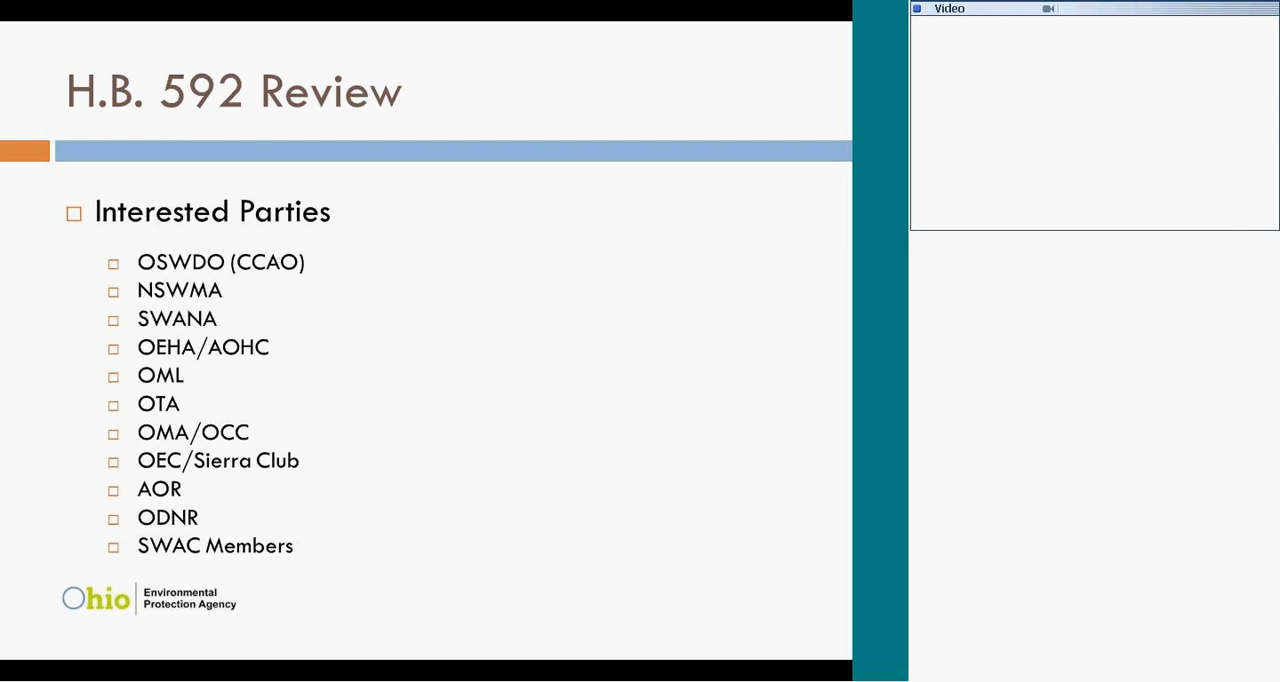 H.B. 592 Review
Interested Parties
OSWDO (CCAO)
NSWMA
SWANA
OEHA/AOHC
OML
OTA
OMA/OCC
OEC/Sierra Club
AOR
ODNR
SWAC Members
Ohio
Environmental
Protection Agency
Video